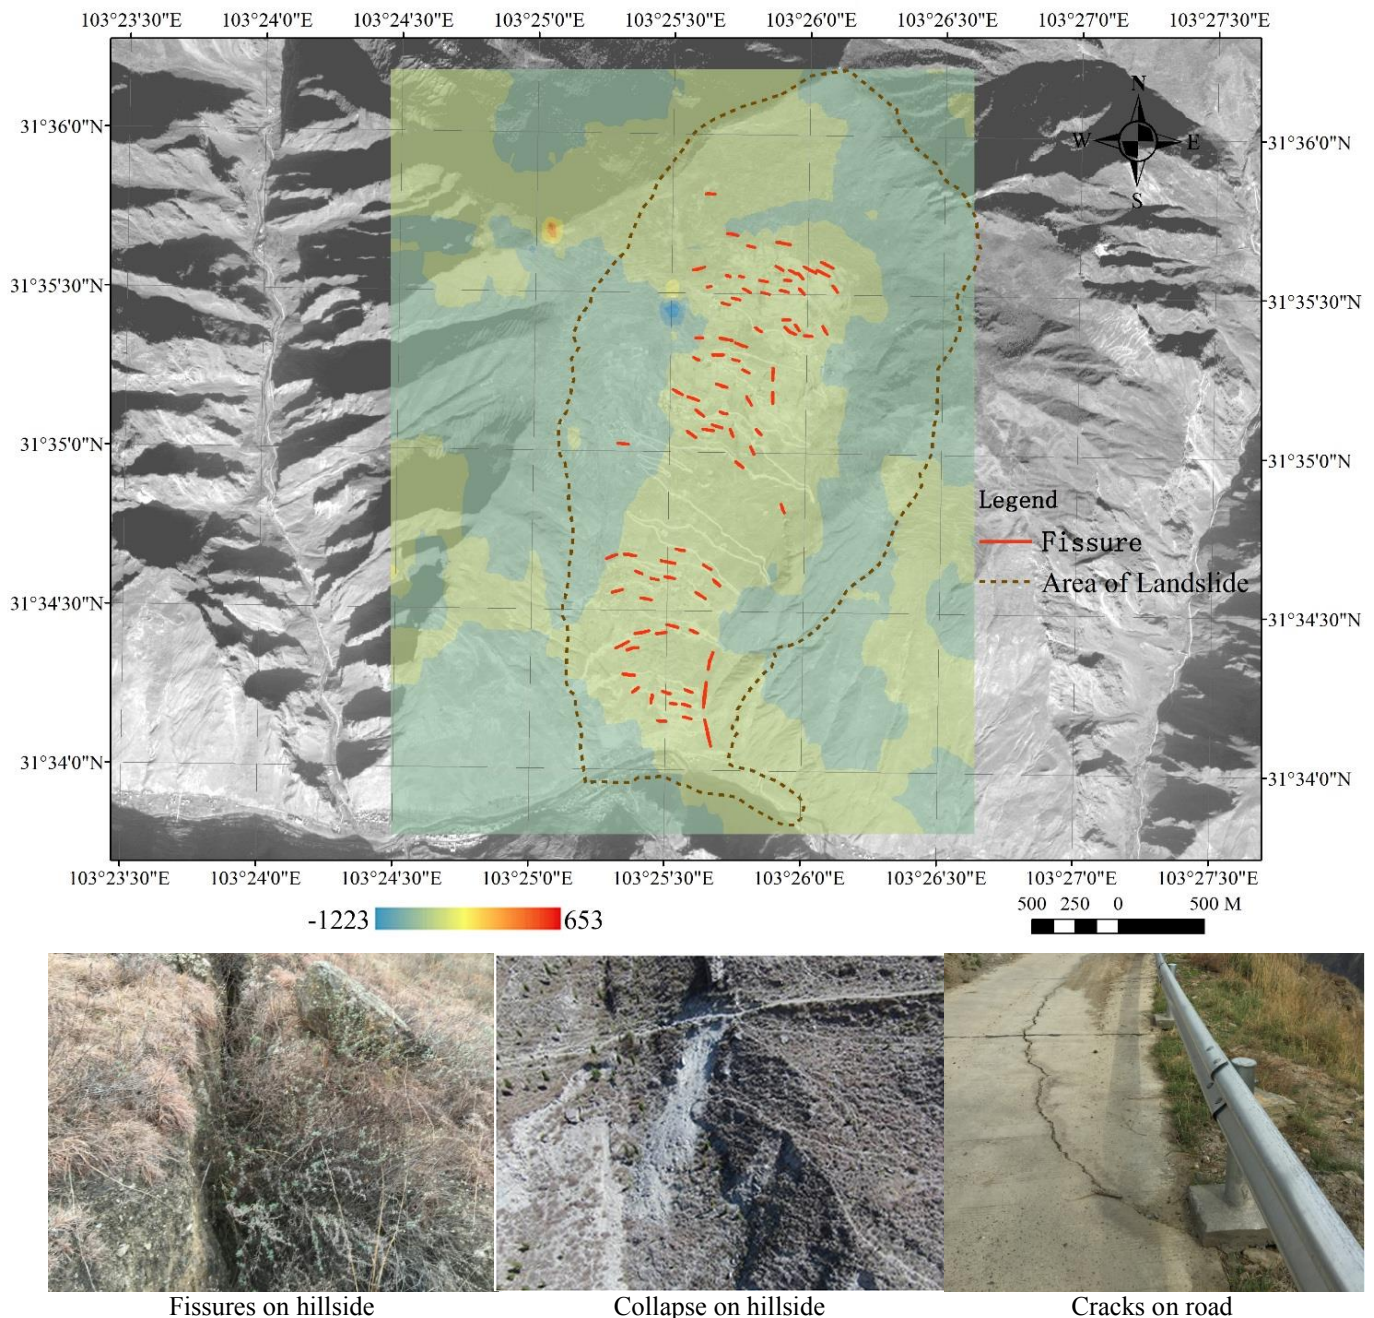 103°23'30"E 103°24'0"E 103°24'30"E 103°25'0"E 103°25'30"E 103°26'0"E 103°26'30"E 103°27'0"E 103°27'30"E
N
31°36'0"N W E 31°36'0"N
S
31°35'30"N 31°35'30"N
31°35'0"N 31°35'0"N
Legend
Fissure
Area of Landslide
31°34'30"N 31°34'30"N
31°34'0"N 31°34'0"N
103°23'30"E 103°24'0"E 103°24'30"E 103°25'0"E 103°25'30"E 103°26'0"E 103°26'30"E 103°27'0"E 103°27'30"E
500 250 0 500 M
-1223 653
Fissures on hillside Collapse on hillside Cracks on road